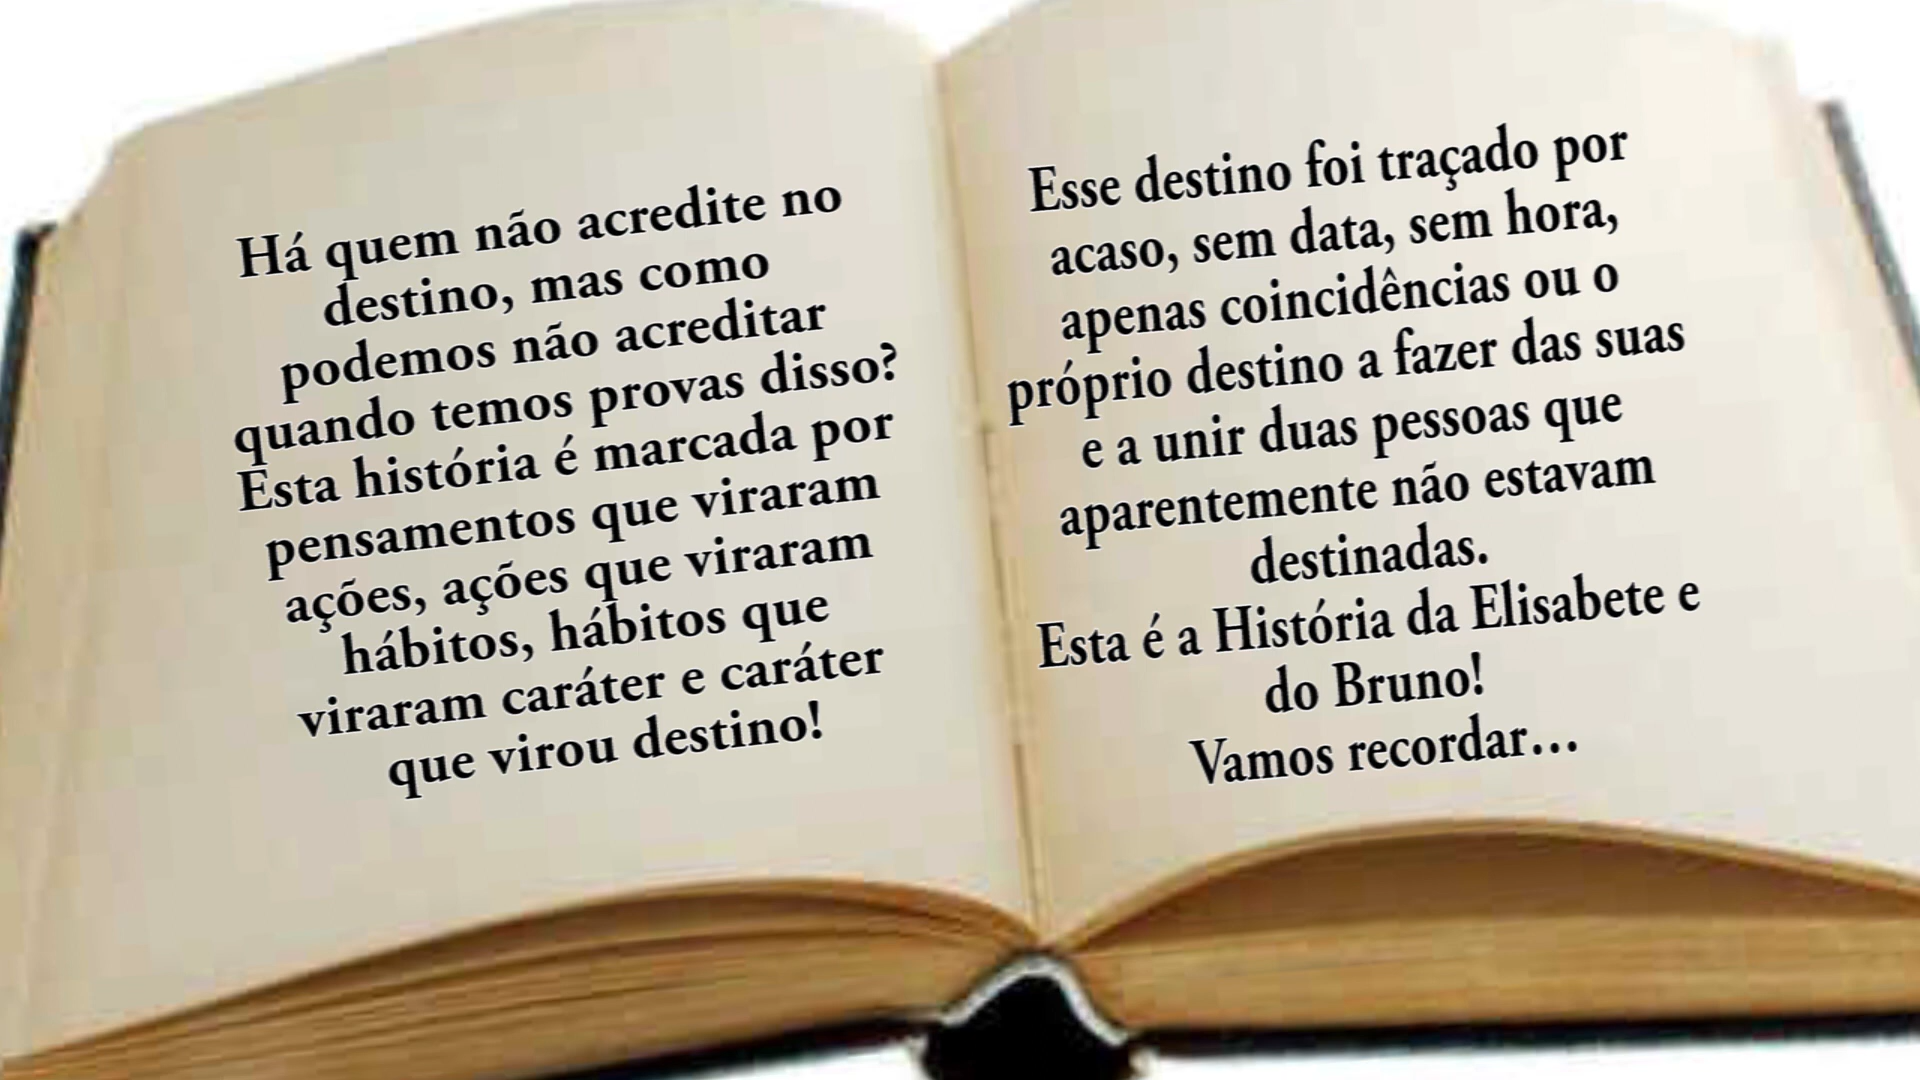 Há quem não acredite no
destino, mas como
podemos não acreditar
quando temos provas disso?
Esta história é marcada por
pensamentos que viraram
ações, ações que viraram
hábitos, hábitos que
viraram caráter e caráter
que virou destino!
Esse destino foi traçado por
acaso, sem data, sem hora,
apenas coincidências ou o
próprio destino a fazer das suas
e a unir duas pessoas que
aparentemente não estavam
destinadas.
Esta é a História da Elisabete e
do Bruno!
Vamos recordar...